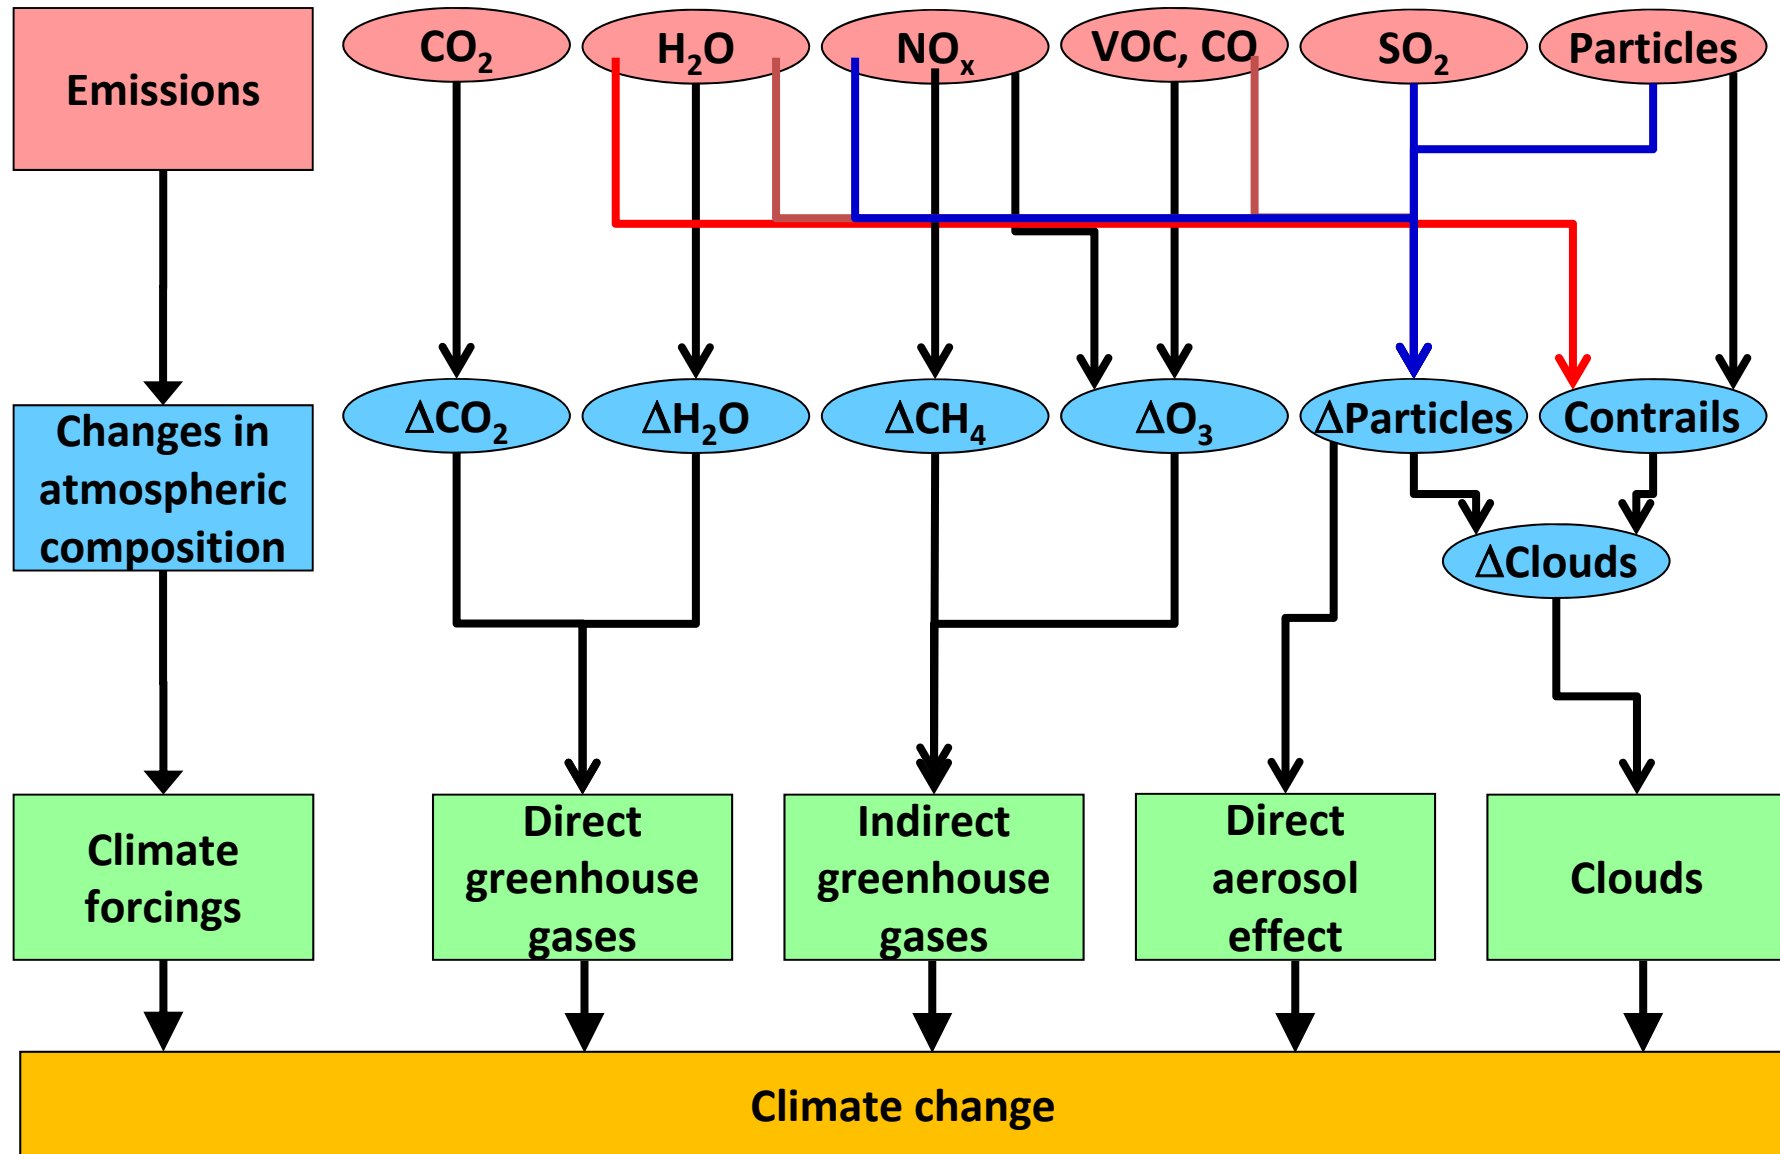 Emissions
CO₂
H₂O
NOₓ
VOC, CO
SO₂
Particles
Changes in
atmospheric
composition
ΔCO₂
ΔH₂O
ΔCH₄
ΔO₃
ΔParticles
Contrails
ΔClouds
Climate
forcings
Direct
greenhouse
gases
Indirect
greenhouse
gases
Direct
aerosol
effect
Clouds
Climate change